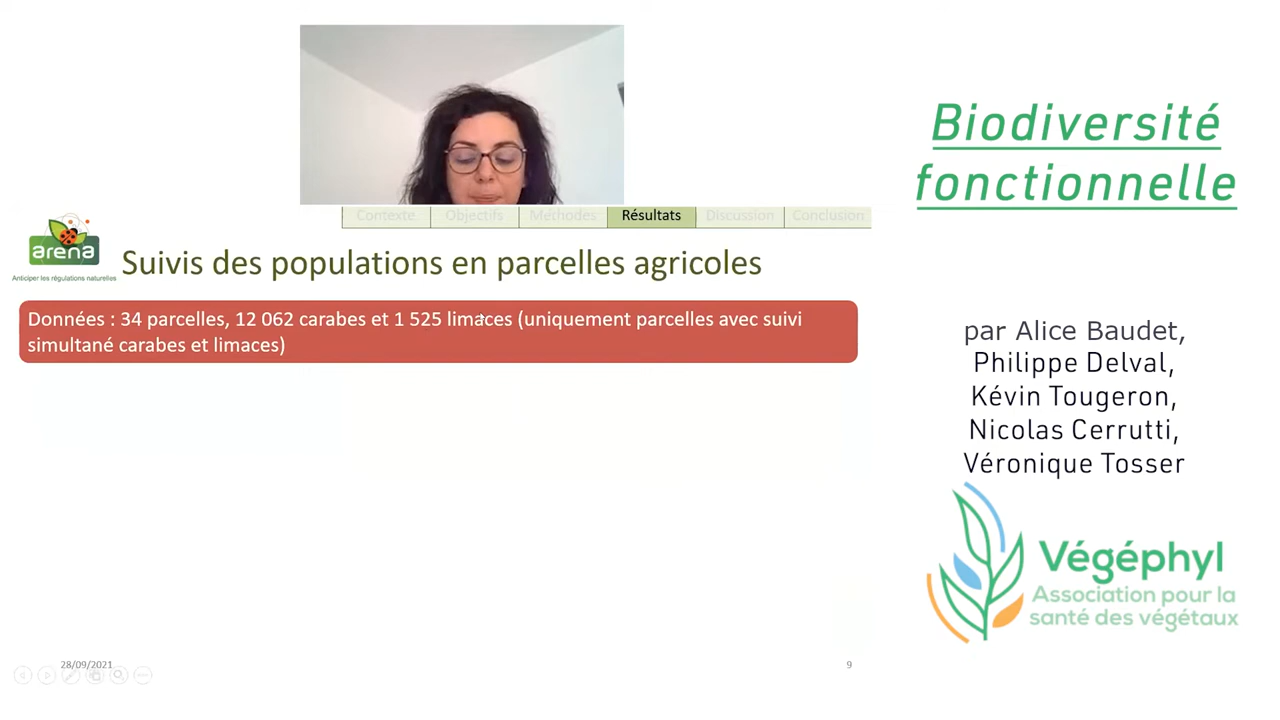 Biodiversité
fonctionnelle
Contexte
Objectifs
Méthodes
Résultats
Discussion
Conclusion
arena
Anticiper les régulations naturelles
Suivis des populations en parcelles agricoles
Données : 34 parcelles, 12 062 carabes et 1 525 limaces (uniquement parcelles avec suivi
simultané carabes et limaces)
par Alice Baudet,
Philippe Delval,
Kévin Tougeron,
Nicolas Cerrutti,
Véronique Tosser
Végéphyl
Association pour la
santé des végétaux
28/09/2021
9